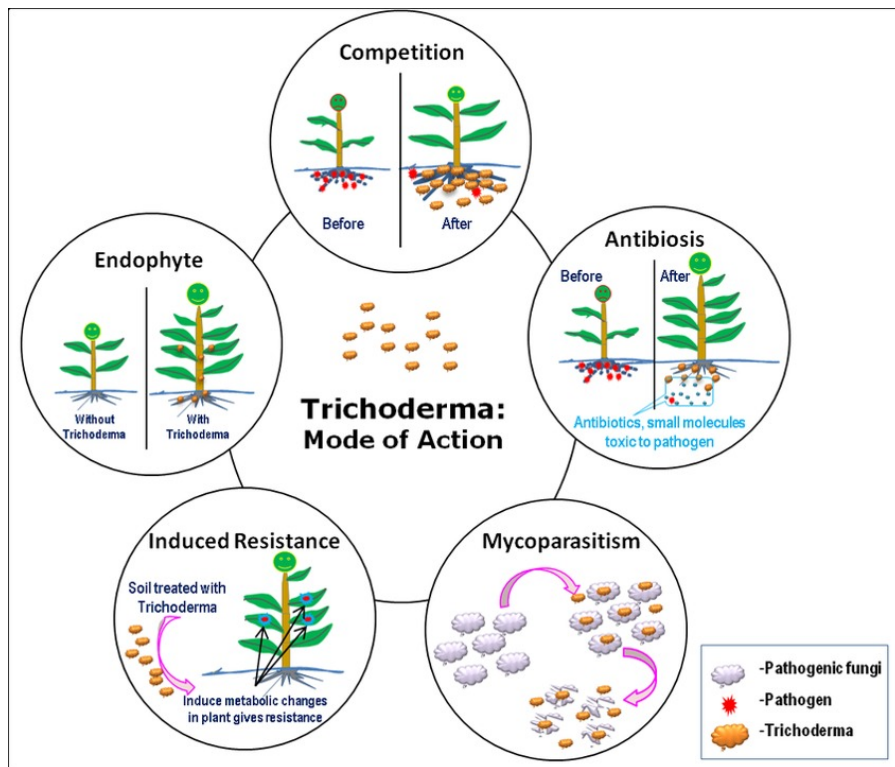 Competition
Before
After
Antibiosis
Before
After
Antibiotics, small molecules
toxic to pathogen
Endophyte
Without
Trichoderma
With
Trichoderma
Trichoderma:
Mode of Action
Induced Resistance
Soil treated with
Trichoderma
Induce metabolic changes
in plant gives resistance
Mycoparasitism
-Pathogenic fungi
-Pathogen
-Trichoderma